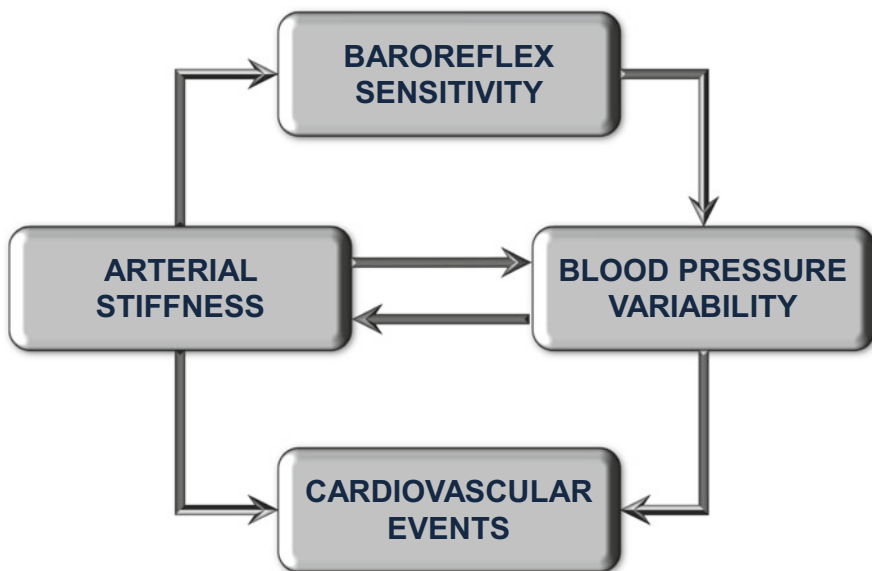 BAROREFLEX
SENSITIVITY
ARTERIAL
STIFFNESS
BLOOD PRESSURE
VARIABILITY
CARDIOVASCULAR
EVENTS